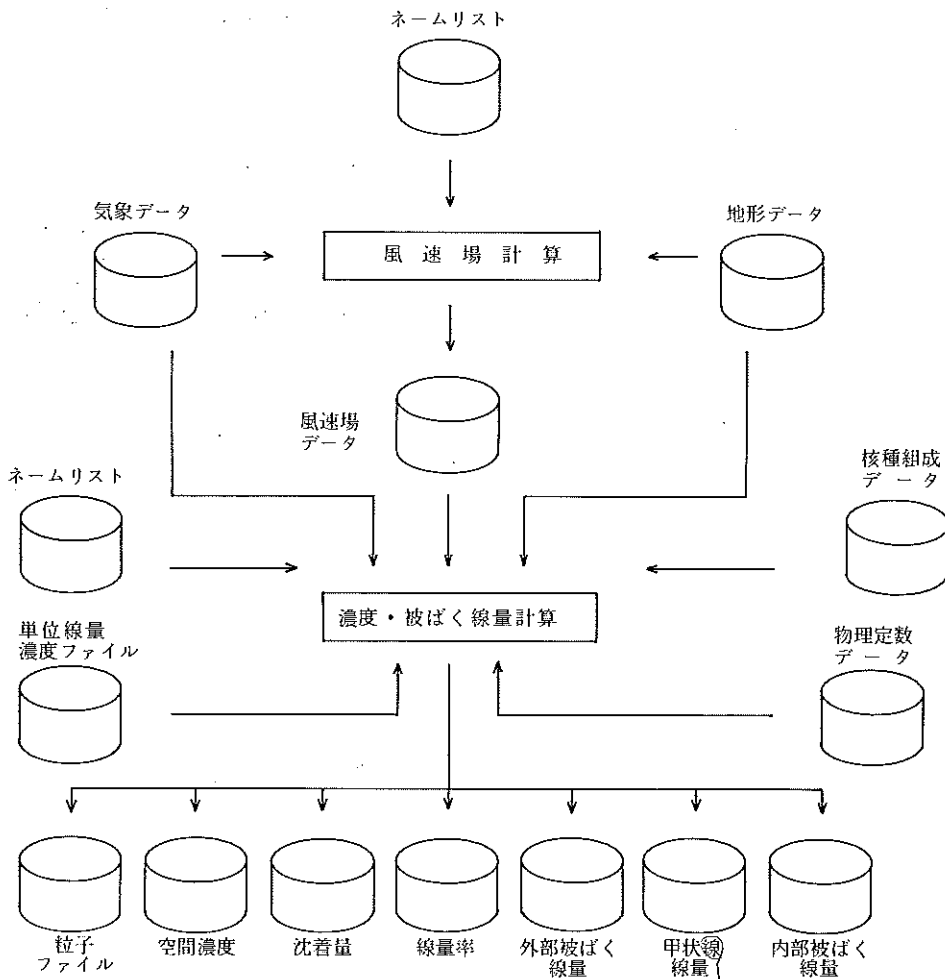 ネームリスト
気象データ
地形データ
風速場計算
風速場
データ
ネームリスト
核種組成
データ
濃度・被ばく線量計算
単位線量
濃度ファイル
物理定数
データ
粒子
ファイル
空間濃度
沈着量
線量率
外部被ばく
線量
甲状線
線量
内部被ばく
線量